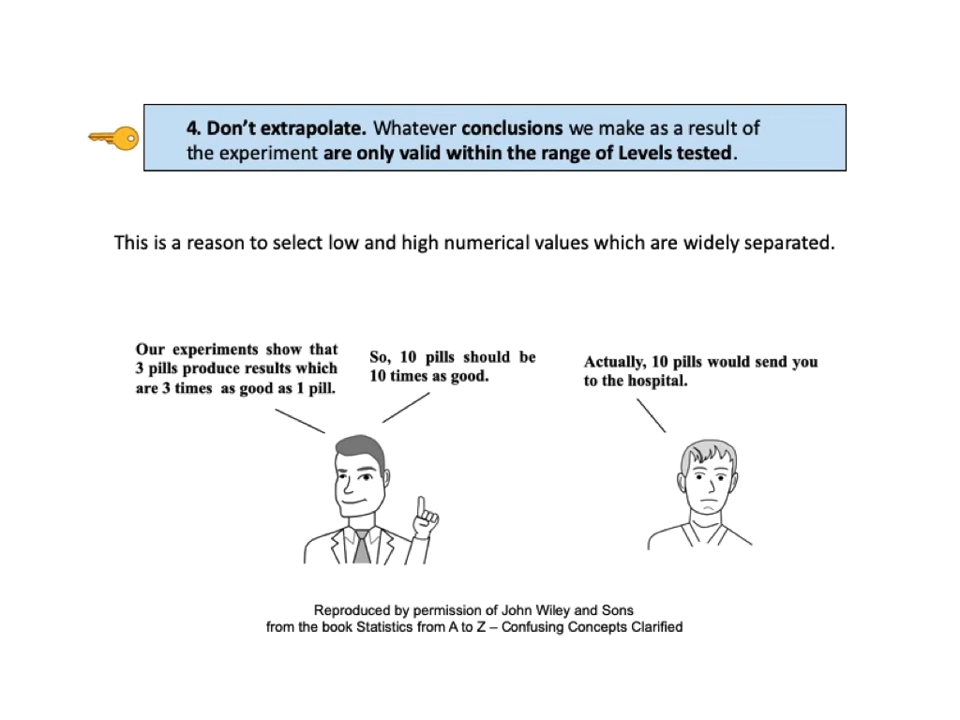 4. Don’t extrapolate. Whatever conclusions we make as a result of
the experiment are only valid within the range of Levels tested.
This is a reason to select low and high numerical values which are widely separated.
Our experiments show that
3 pills produce results which
are 3 times as good as 1 pill.
So, 10 pills should be
10 times as good.
Actually, 10 pills would send you
to the hospital.
Reproduced by permission of John Wiley and Sons
from the book Statistics from A to Z – Confusing Concepts Clarified